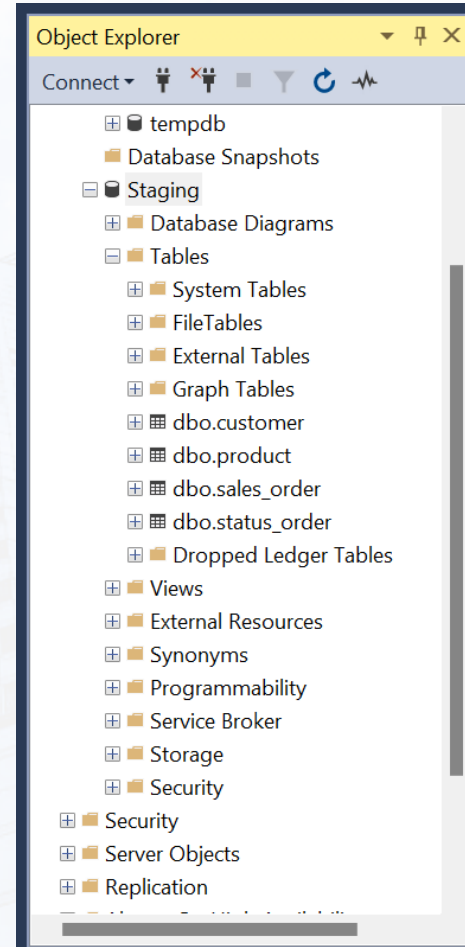 Object Explorer
Connect
tempdb
Database Snapshots
Staging
Database Diagrams
Tables
System Tables
FileTables
External Tables
Graph Tables
dbo.customer
dbo.product
dbo.sales_order
dbo.status_order
Dropped Ledger Tables
Views
External Resources
Synonyms
Programmability
Service Broker
Storage
Security
Security
Server Objects
Replication